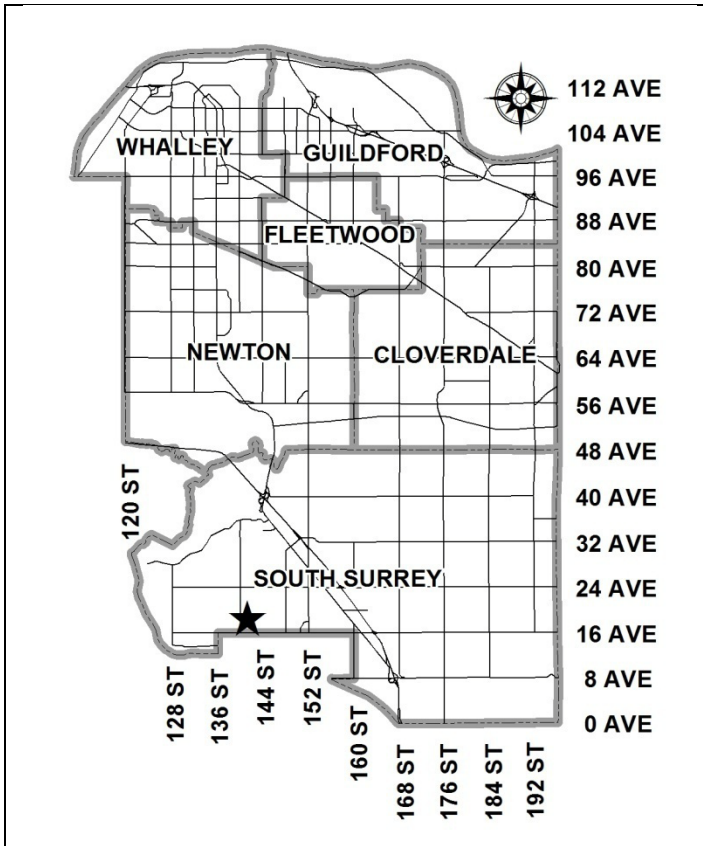 112 AVE
104 AVE
WHALLEY
GUILDFORD
96 AVE
88 AVE
FLEETWOOD
80 AVE
72 AVE
NEWTON
CLOVERDALE
64 AVE
56 AVE
48 AVE
120 ST
40 AVE
32 AVE
SOUTH SURREY
24 AVE
16 AVE
128 ST
136 ST
144 ST
152 ST
160 ST
8 AVE
0 AVE
168 ST
176 ST
184 ST
192 ST